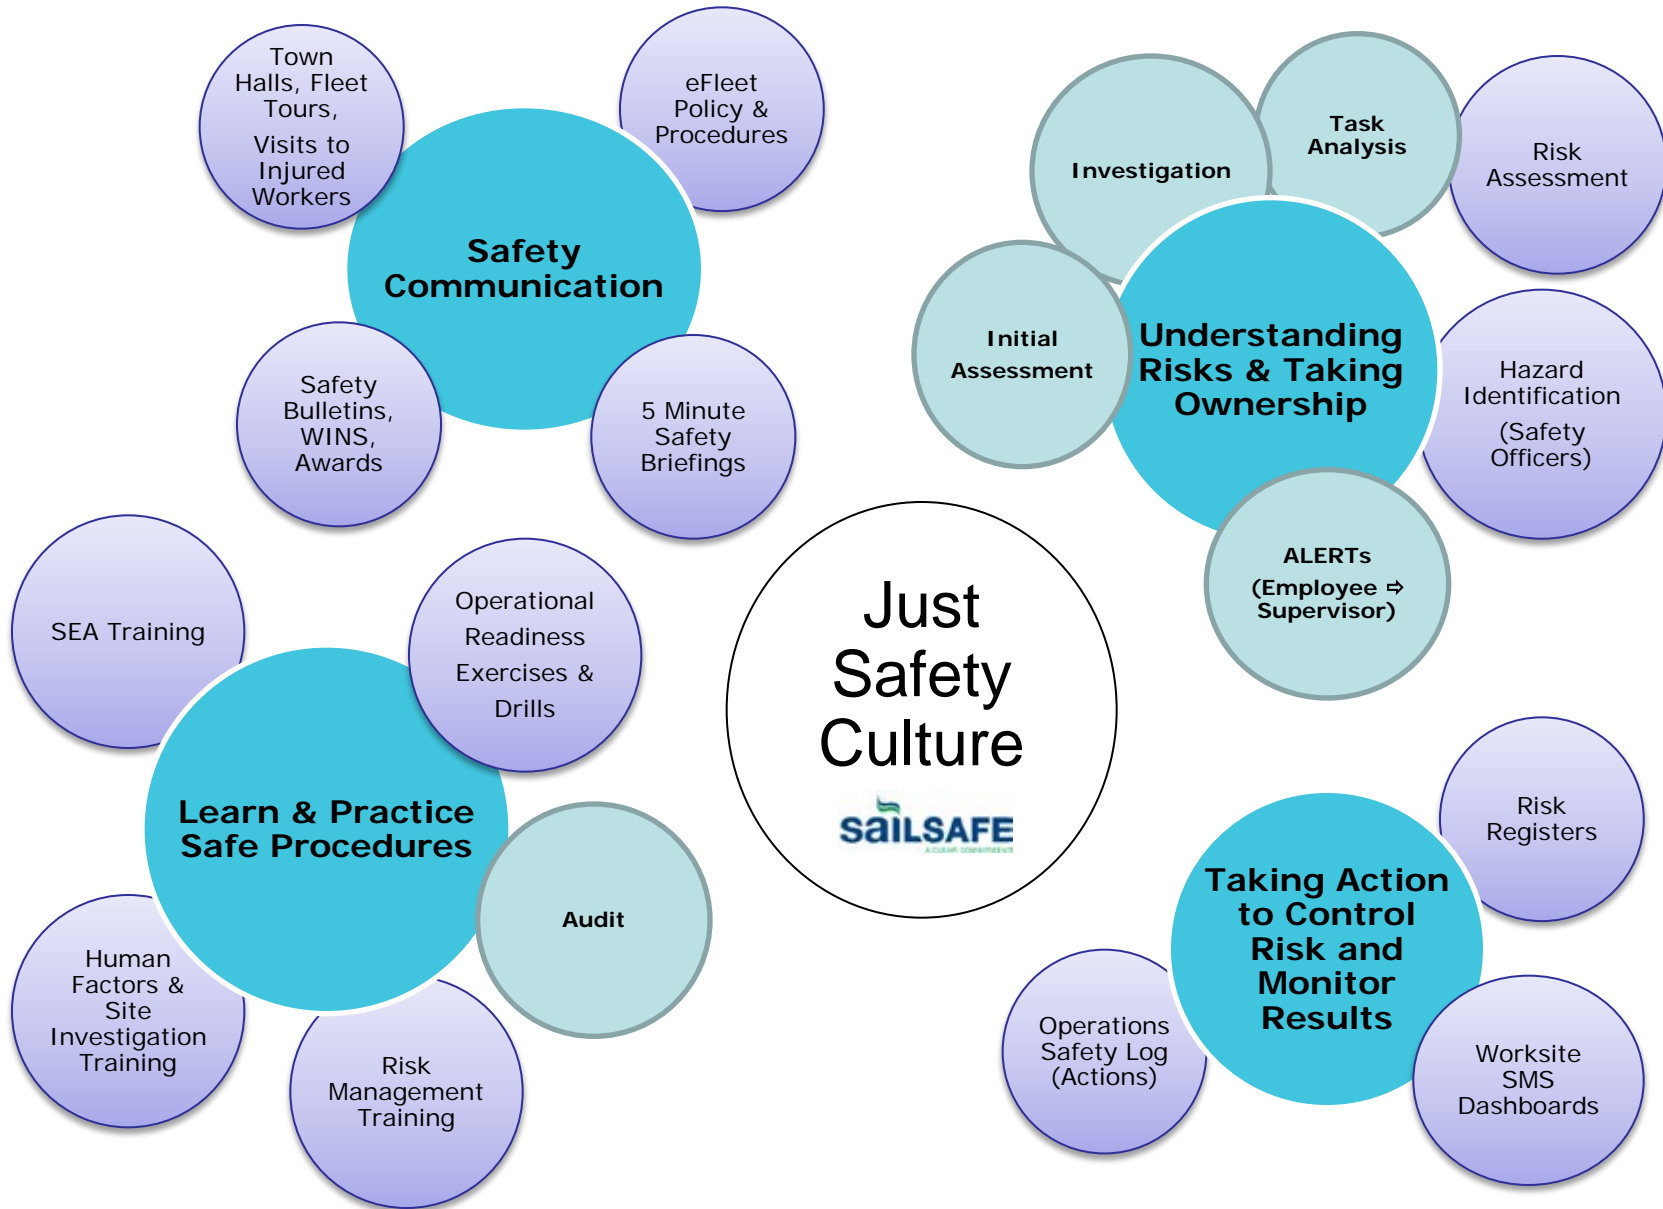 Town
Halls, Fleet
Tours,
Visits to
Injured
Workers
eFleet
Policy &
Procedures
Safety
Communication
Safety
Bulletins,
WINS,
Awards
5 Minute
Safety
Briefings
Investigation
Task
Analysis
Risk
Assessment
Initial
Assessment
Understanding
Risks & Taking
Ownership
Hazard
Identification
(Safety
Officers)
ALERTs
(Employee ⇨
Supervisor)
SEA Training
Operational
Readiness
Exercises &
Drills
Learn & Practice
Safe Procedures
Audit
Human
Factors &
Site
Investigation
Training
Risk
Management
Training
Just
Safety
Culture
SAILSAFE
A CLEAR COMMITMENT
Risk
Registers
Taking Action
to Control
Risk and
Monitor
Results
Operations
Safety Log
(Actions)
Worksite
SMS
Dashboards